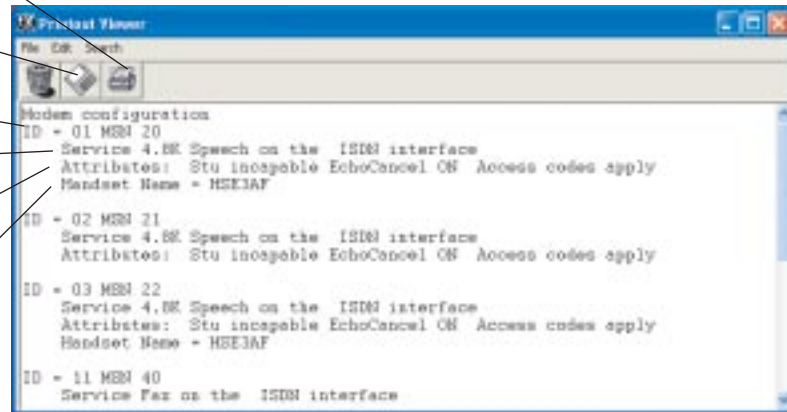 Printout Viewer
File Edit Search
Modem configuration
ID - 01 MSN 20
Service 4.8K Speech on the ISDN interface
Attributes: Stu incapable EchoCancel ON Access codes apply
Handset Name - HSE3AF
ID - 02 MSN 21
Service 4.8K Speech on the ISDN interface
Attributes: Stu incapable EchoCancel ON Access codes apply
ID - 03 MSN 22
Service 4.8K Speech on the ISDN interface
Attributes: Stu incapable EchoCancel ON Access codes apply
Handset Name - HSE3AF
ID - 11 MSN 40
Service Fax on the ISDN interface